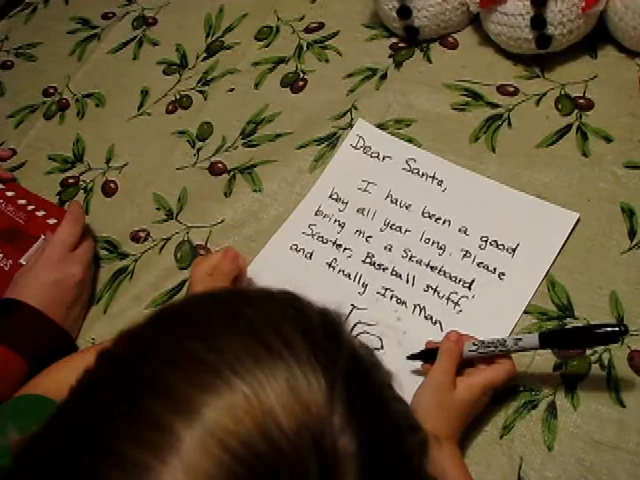 Dear Santa,
I have been a good
boy all year long. Please
bring me a skateboard
Scooter, Baseball stuff,
and finally Iron Man